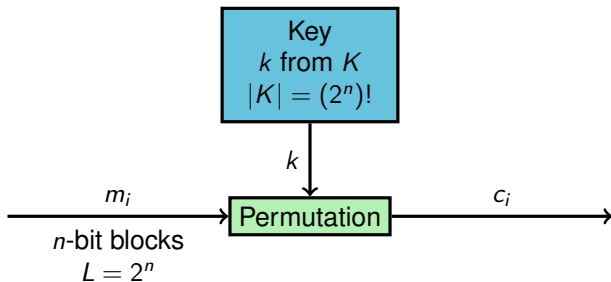 Key
k from K
|K| = (2ⁿ)!
k
mᵢ
Permutation
cᵢ
n-bit blocks
L = 2ⁿ